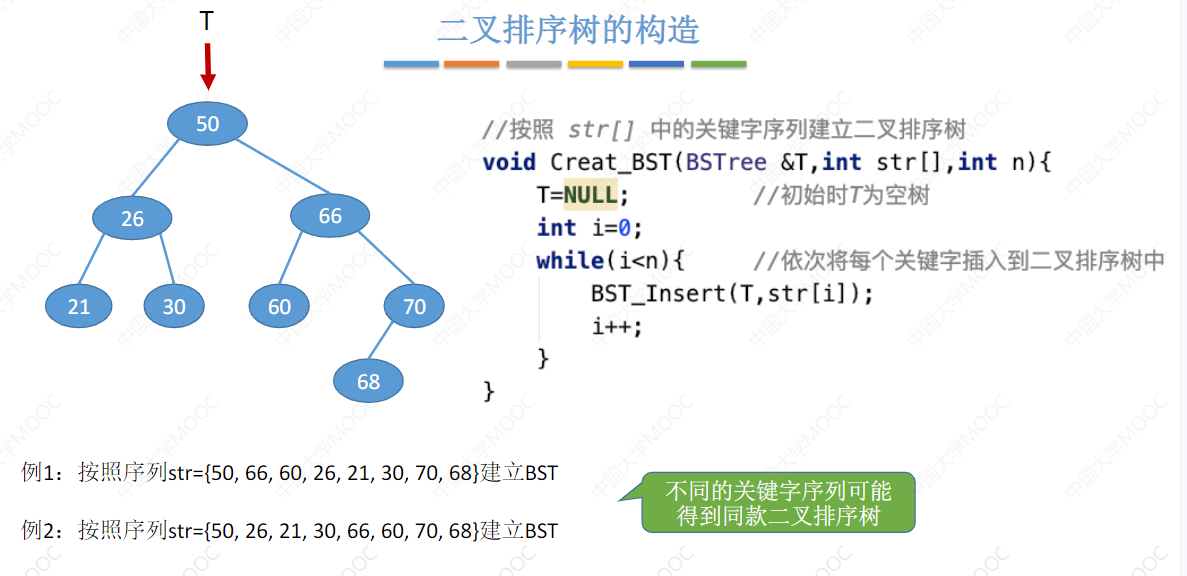 T
二叉排序树的构造
50
26
66
21
30
60
70
68
//按照 str[] 中的关键字序列建立二叉排序树
void Creat_BST(BSTree &T,int str[],int n){
T=NULL; //初始时T为空树
int i=0;
while(i<n){ //依次将每个关键字插入到二叉排序树中
BST_Insert(T,str[i]);
i++;
}
}
例1：按照序列str={50, 66, 60, 26, 21, 30, 70, 68}建立BST
例2：按照序列str={50, 26, 21, 30, 66, 60, 70, 68}建立BST
不同的关键字序列可能
得到同款二叉排序树
中国大学MOOC